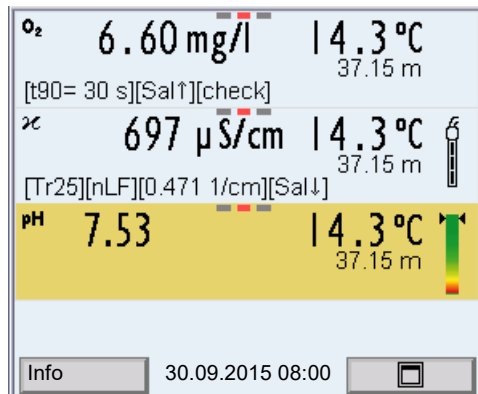 O₂ 6.60 mg/l 14.3 °C
37.15 m
[t90= 30 s][Sal↑][check]
ϰ 697 µS/cm 14.3 °C
37.15 m
[Tr25][nLF][0.471 1/cm][Sal↓]
pH 7.53 14.3 °C
37.15 m
Info 30.09.2015 08:00